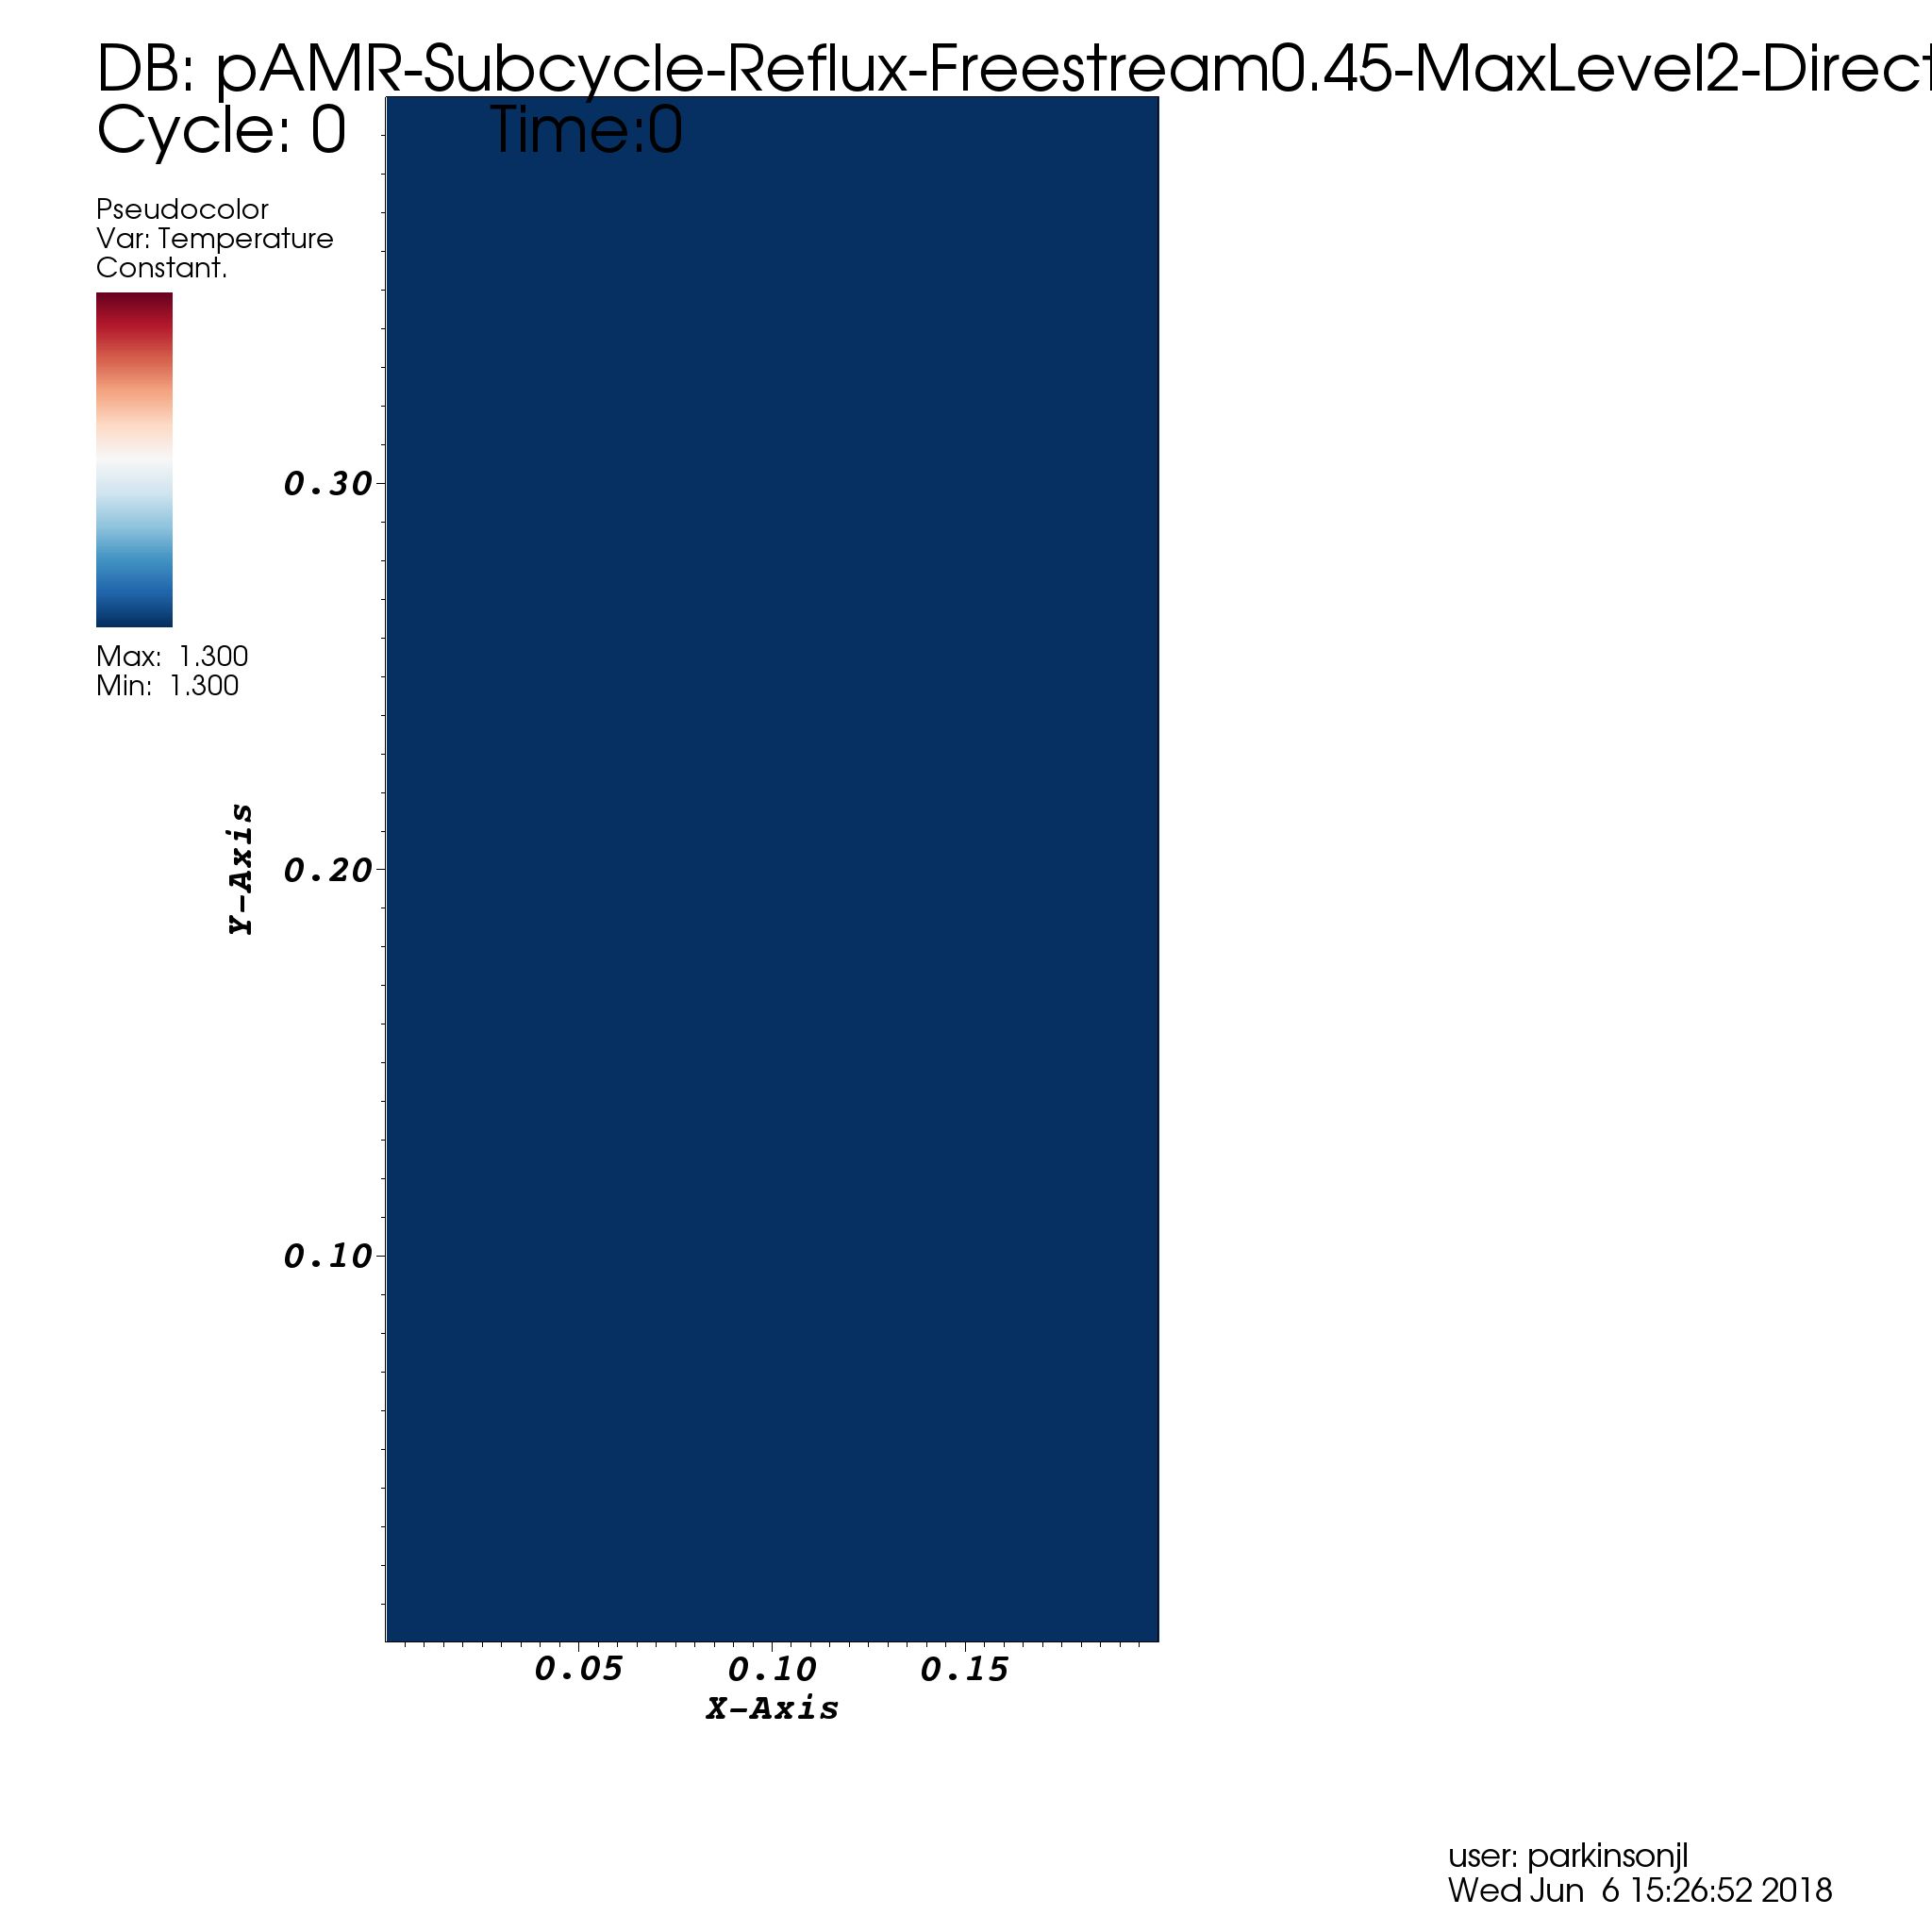 DB: pAMR-Subcycle-Reflux-Freestream0.45-MaxLevel2-Direct
Cycle: 0 Time:0
Pseudocolor
Var: Temperature
Constant.
Max: 1.300
Min: 1.300
0.30
0.20
0.10
Y-Axis
0.05 0.10 0.15
X-Axis
user: parkinsonjl
Wed Jun 6 15:26:52 2018